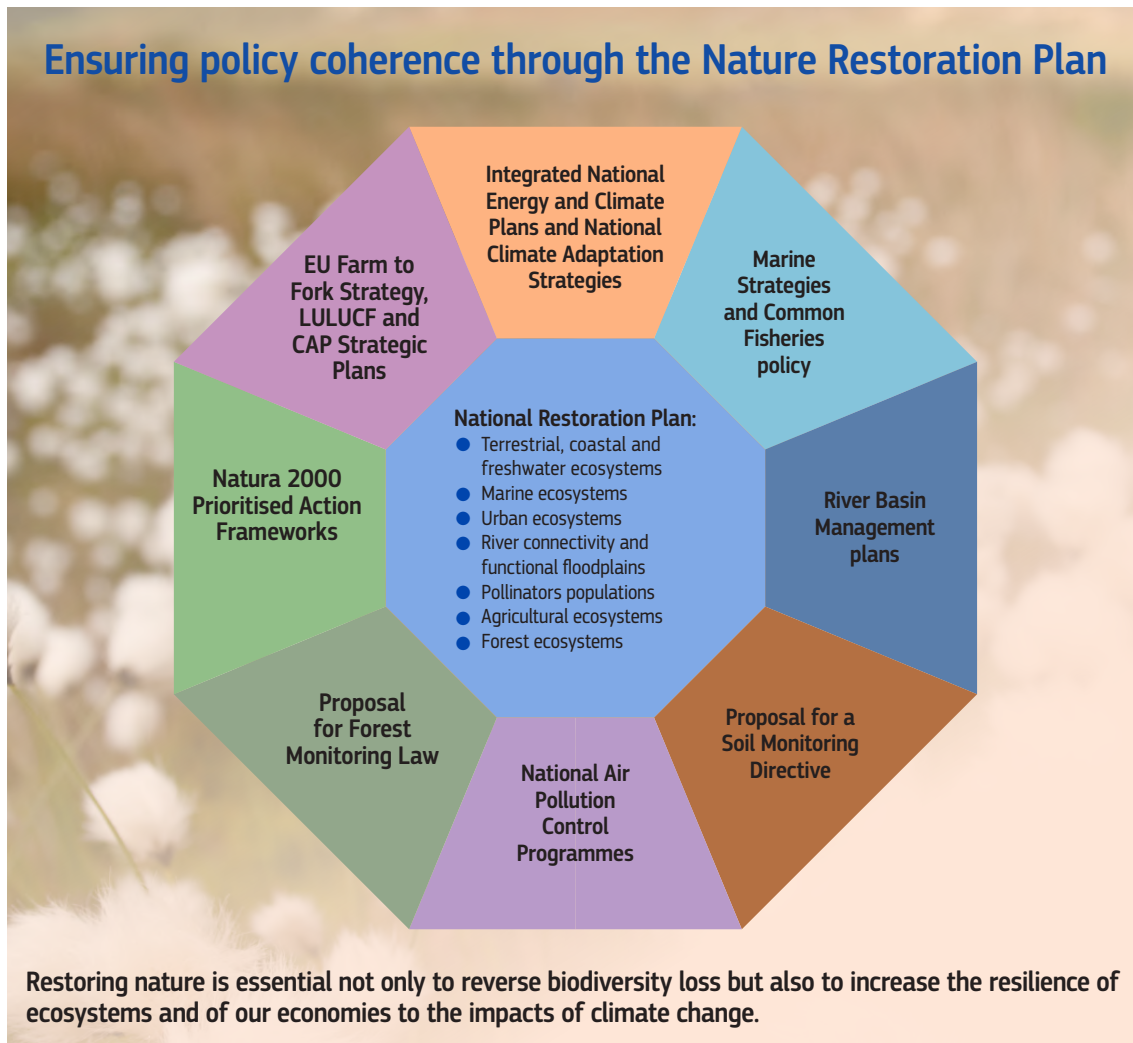 Ensuring policy coherence through the Nature Restoration Plan
Integrated National
Energy and Climate
Plans and National
Climate Adaptation
Strategies
Marine
Strategies
and Common
Fisheries
policy
River Basin
Management
plans
Proposal for a
Soil Monitoring
Directive
National Air
Pollution
Control
Programmes
Proposal
for Forest
Monitoring Law
Natura 2000
Prioritised Action
Frameworks
EU Farm to
Fork Strategy,
LULUCF and
CAP Strategic
Plans
National Restoration Plan:
● Terrestrial, coastal and
freshwater ecosystems
● Marine ecosystems
● Urban ecosystems
● River connectivity and
functional floodplains
● Pollinators populations
● Agricultural ecosystems
● Forest ecosystems
Restoring nature is essential not only to reverse biodiversity loss but also to increase the resilience of
ecosystems and of our economies to the impacts of climate change.